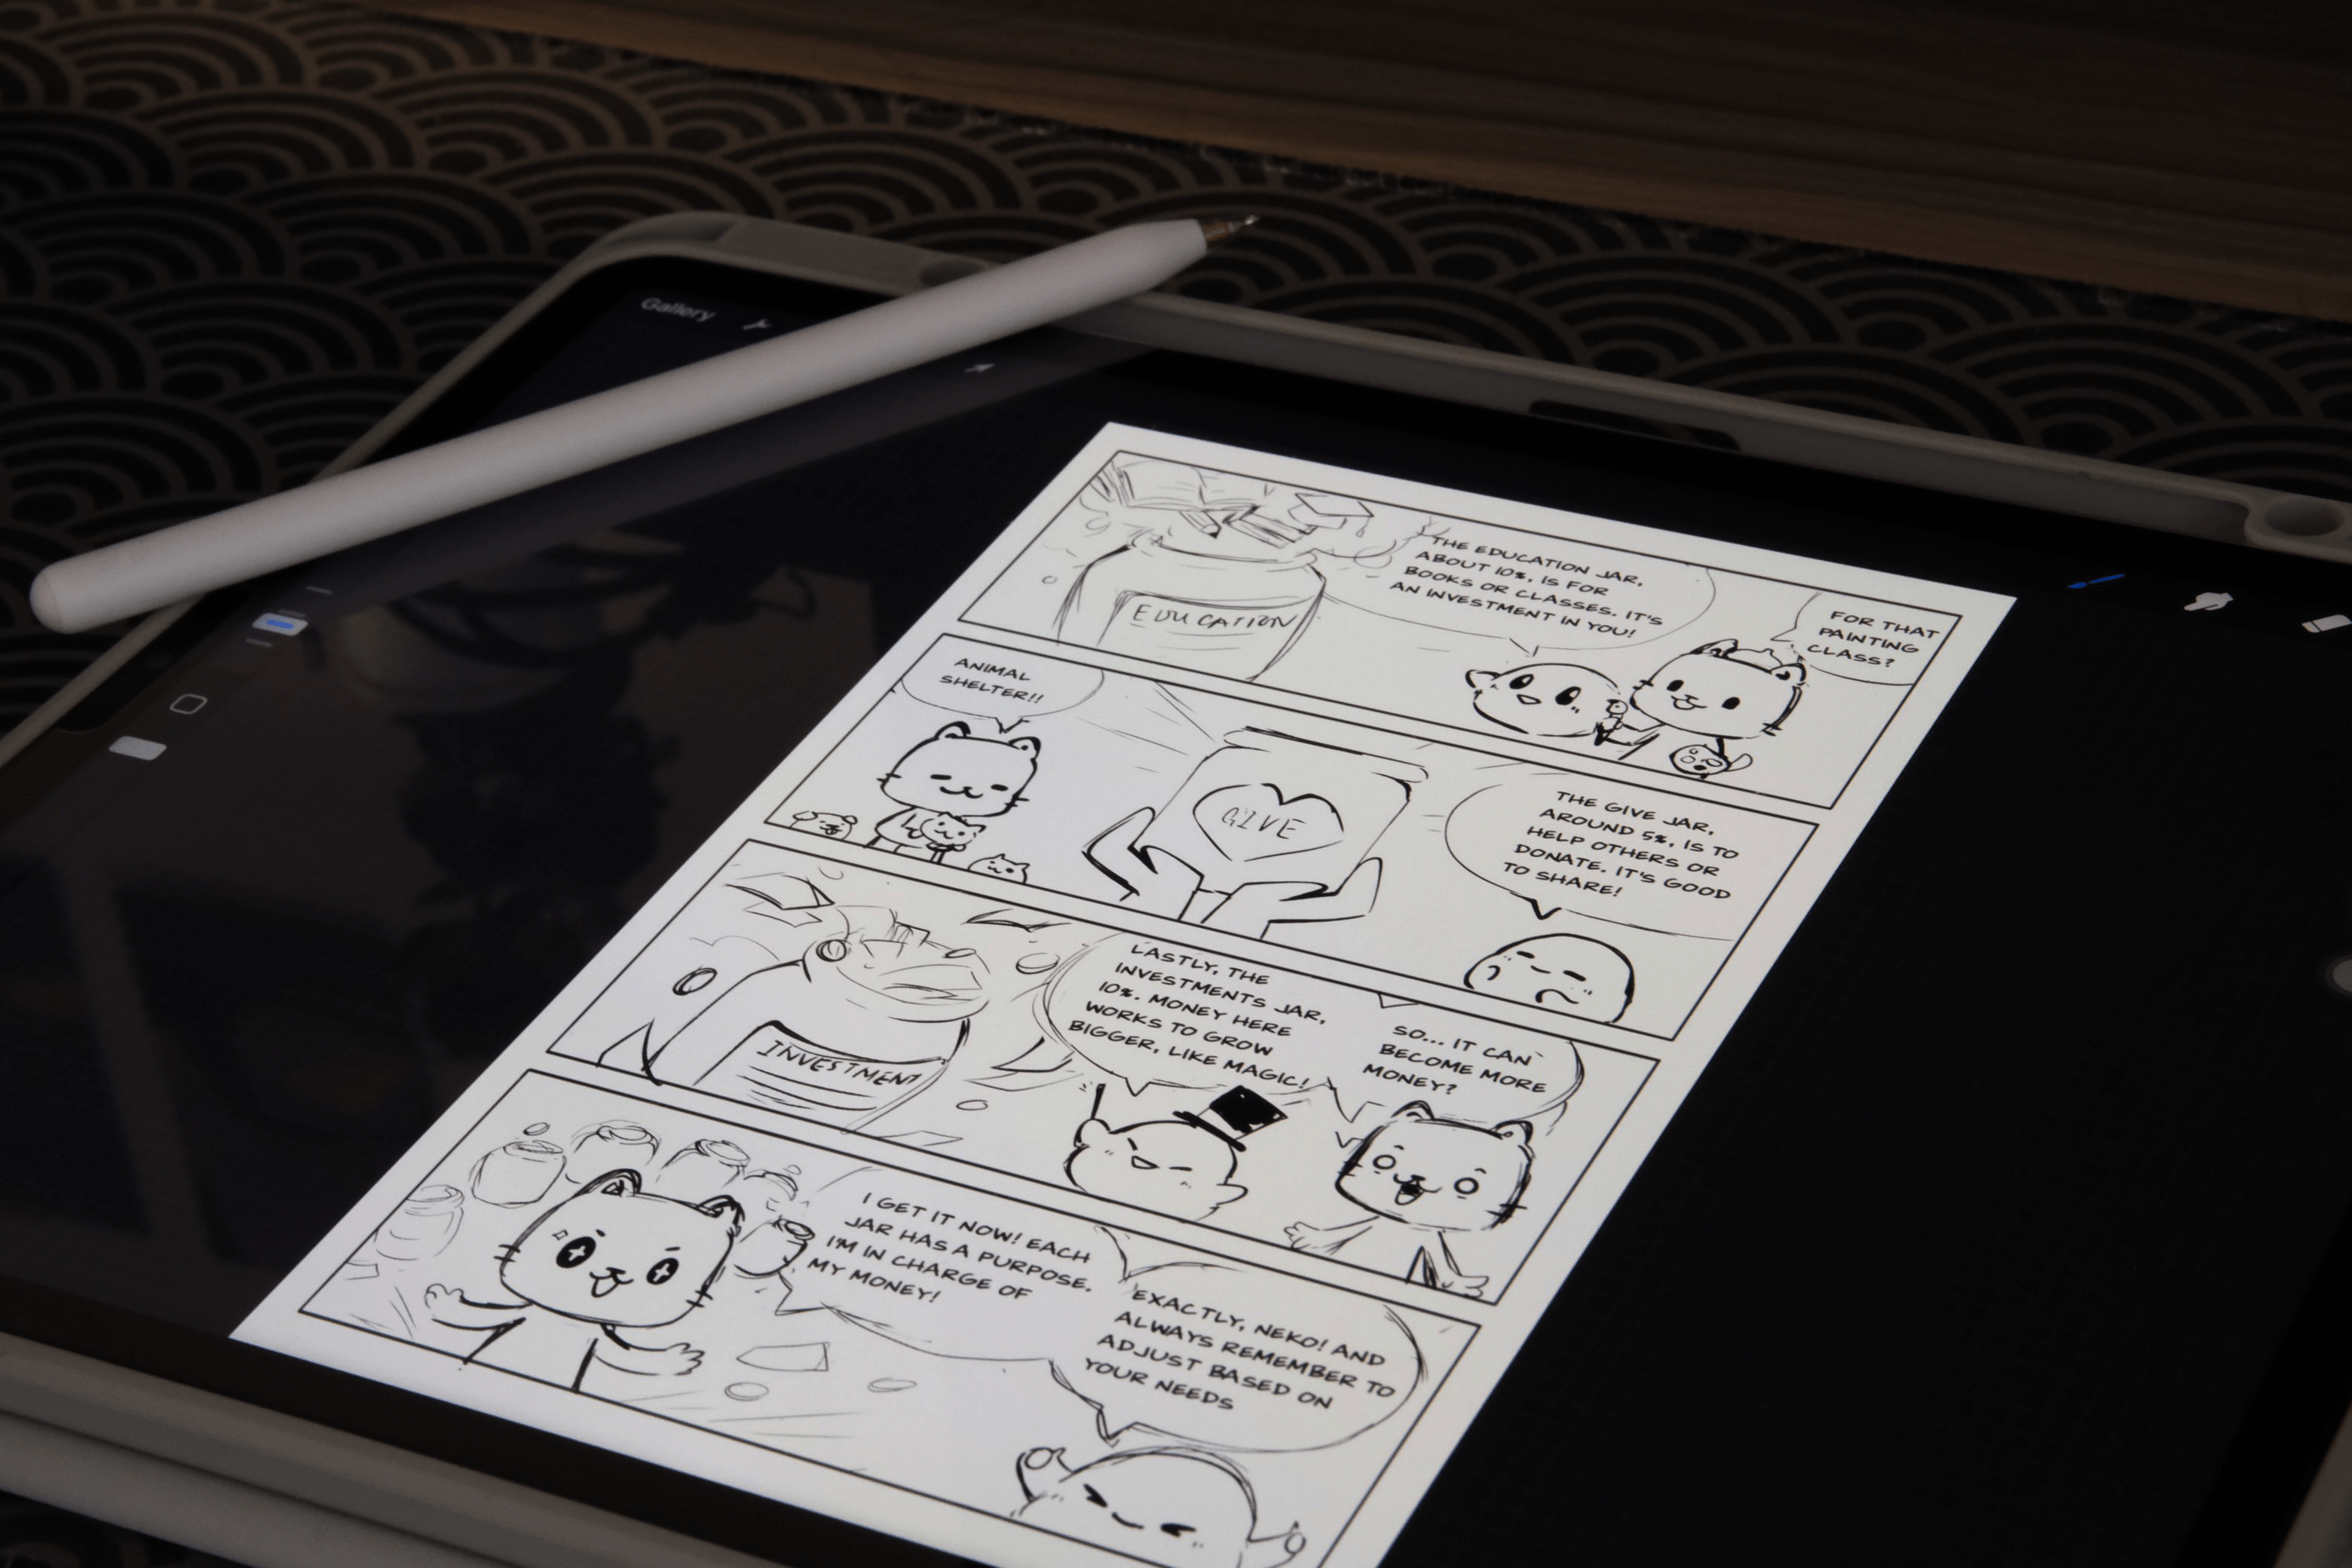 Gallery
EDUCATION
THE EDUCATION JAR,
ABOUT 10%, IS FOR
BOOKS OR CLASSES. IT'S
AN INVESTMENT IN YOU!
FOR THAT
PAINTING
CLASS?
ANIMAL
SHELTER!!
GIVE
THE GIVE JAR,
AROUND 5%, IS TO
HELP OTHERS OR
DONATE. IT'S GOOD
TO SHARE!
INVESTMENT
LASTLY, THE
INVESTMENTS JAR,
10%. MONEY HERE
WORKS TO GROW
BIGGER, LIKE MAGIC!
SO... IT CAN
BECOME MORE
MONEY?
I GET IT NOW! EACH
JAR HAS A PURPOSE.
I'M IN CHARGE OF
MY MONEY!
EXACTLY, NEKO! AND
ALWAYS REMEMBER TO
ADJUST BASED ON
YOUR NEEDS